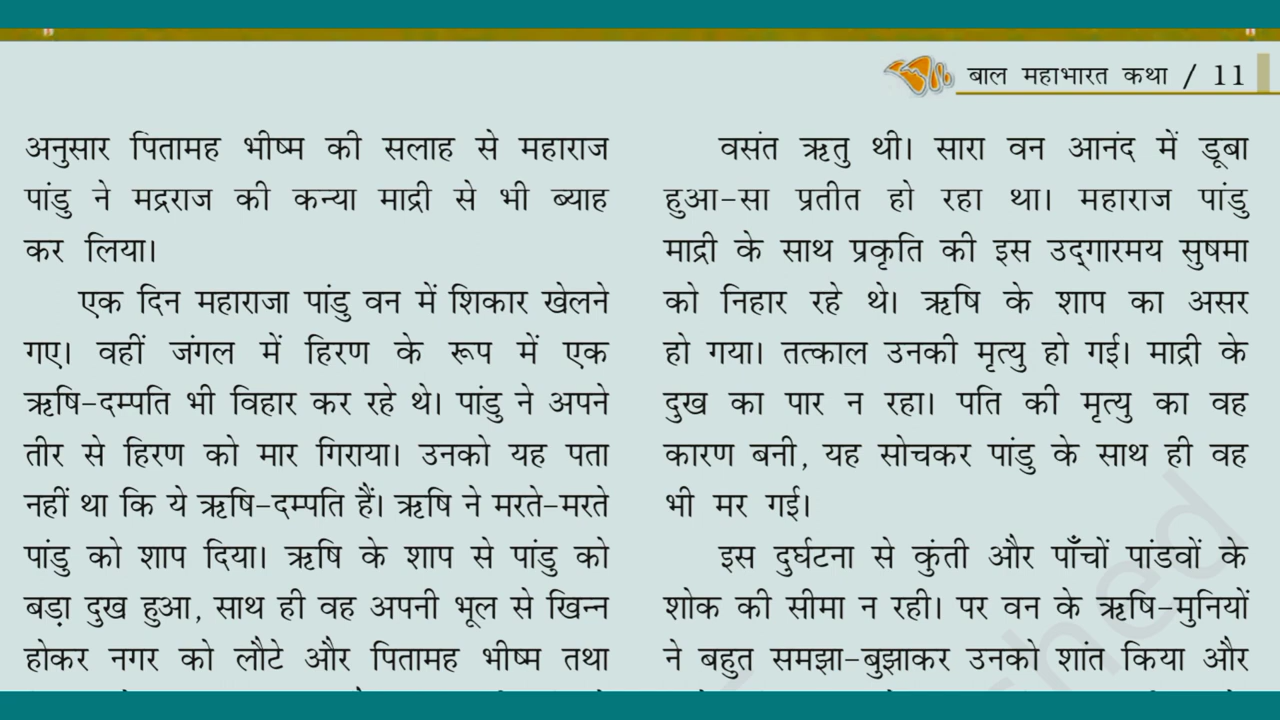 बाल महाभारत कथा / 11
अनुसार पितामह भीष्म की सलाह से महाराज
पांडु ने मद्रराज की कन्या माद्री से भी ब्याह
कर लिया।
एक दिन महाराजा पांडु वन में शिकार खेलने
गए। वहीं जंगल में हिरण के रूप में एक
ऋषि-दम्पति भी विहार कर रहे थे। पांडु ने अपने
तीर से हिरण को मार गिराया। उनको यह पता
नहीं था कि ये ऋषि-दम्पति हैं। ऋषि ने मरते-मरते
पांडु को शाप दिया। ऋषि के शाप से पांडु को
बड़ा दुख हुआ, साथ ही वह अपनी भूल से खिन्न
होकर नगर को लौटे और पितामह भीष्म तथा
वसंत ऋतु थी। सारा वन आनंद में डूबा
हुआ-सा प्रतीत हो रहा था। महाराज पांडु
माद्री के साथ प्रकृति की इस उद्‌गारमय सुषमा
को निहार रहे थे। ऋषि के शाप का असर
हो गया। तत्काल उनकी मृत्यु हो गई। माद्री के
दुख का पार न रहा। पति की मृत्यु का वह
कारण बनी, यह सोचकर पांडु के साथ ही वह
भी मर गई।
इस दुर्घटना से कुंती और पाँचों पांडवों के
शोक की सीमा न रही। पर वन के ऋषि-मुनियों
ने बहुत समझा-बुझाकर उनको शांत किया और